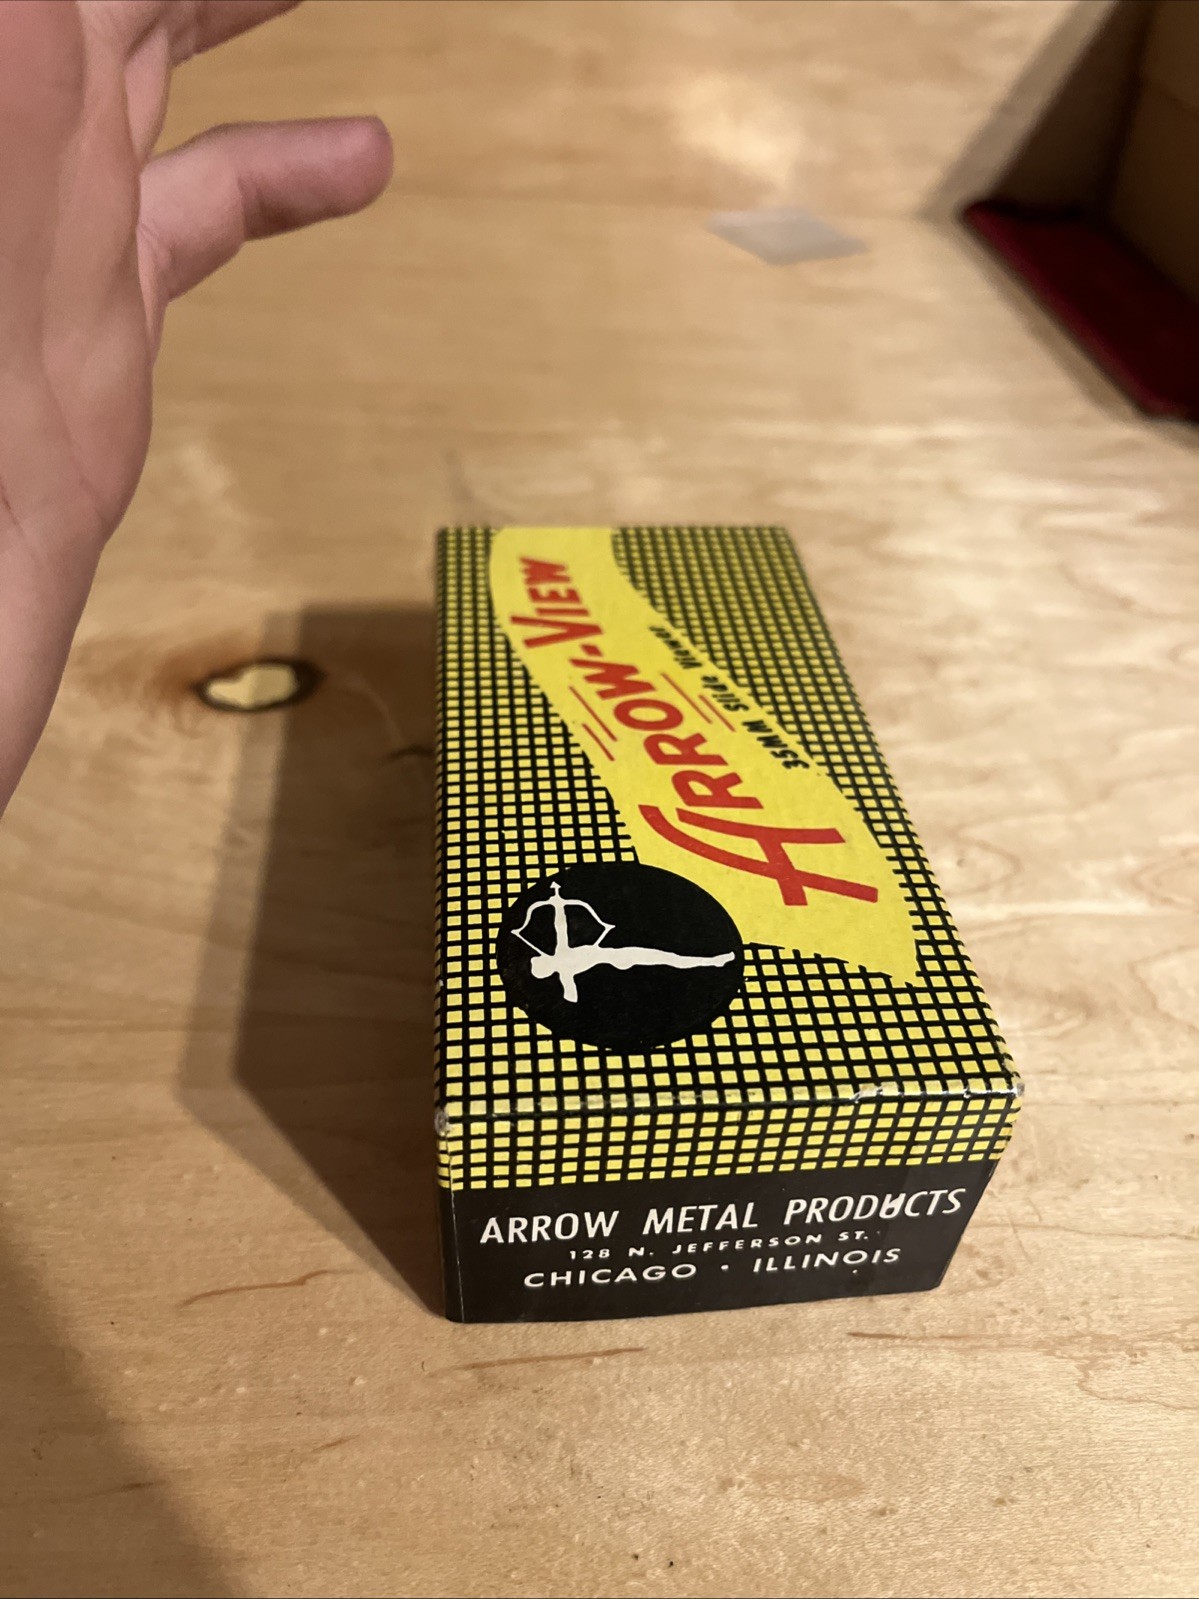 ARROW-VIEW
35MM Slide Viewer
ARROW METAL PRODUCTS
128 N. JEFFERSON ST.
CHICAGO • ILLINOIS